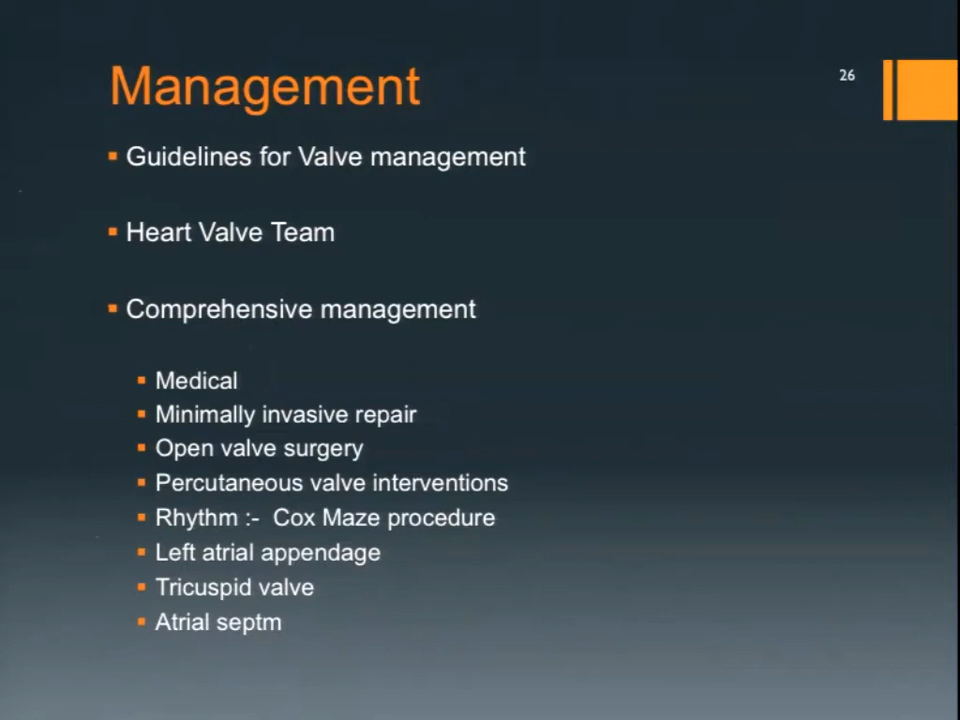 Management
26
Guidelines for Valve management
Heart Valve Team
Comprehensive management
Medical
Minimally invasive repair
Open valve surgery
Percutaneous valve interventions
Rhythm :- Cox Maze procedure
Left atrial appendage
Tricuspid valve
Atrial septm